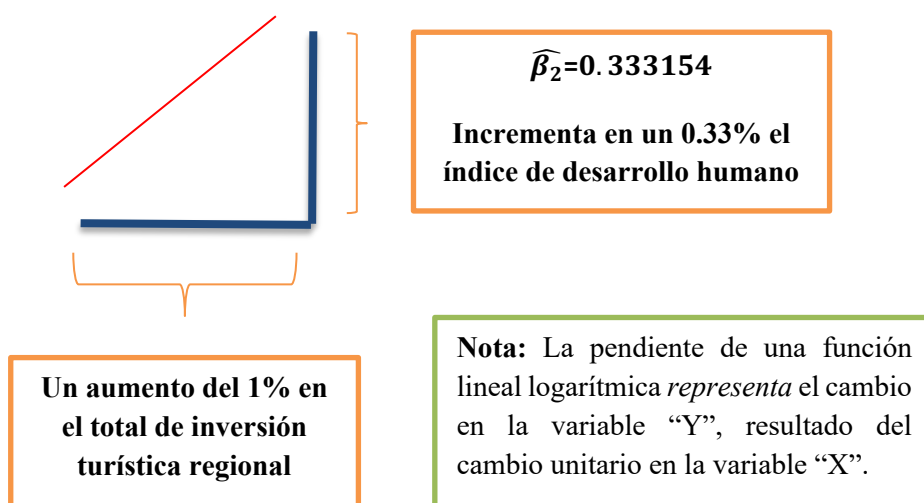 β̂₂=0.333154
Incrementa en un 0.33% el
índice de desarrollo humano
Un aumento del 1% en
el total de inversión
turística regional
Nota: La pendiente de una función
lineal logarítmica representa el cambio
en la variable “Y”, resultado del
cambio unitario en la variable “X”.